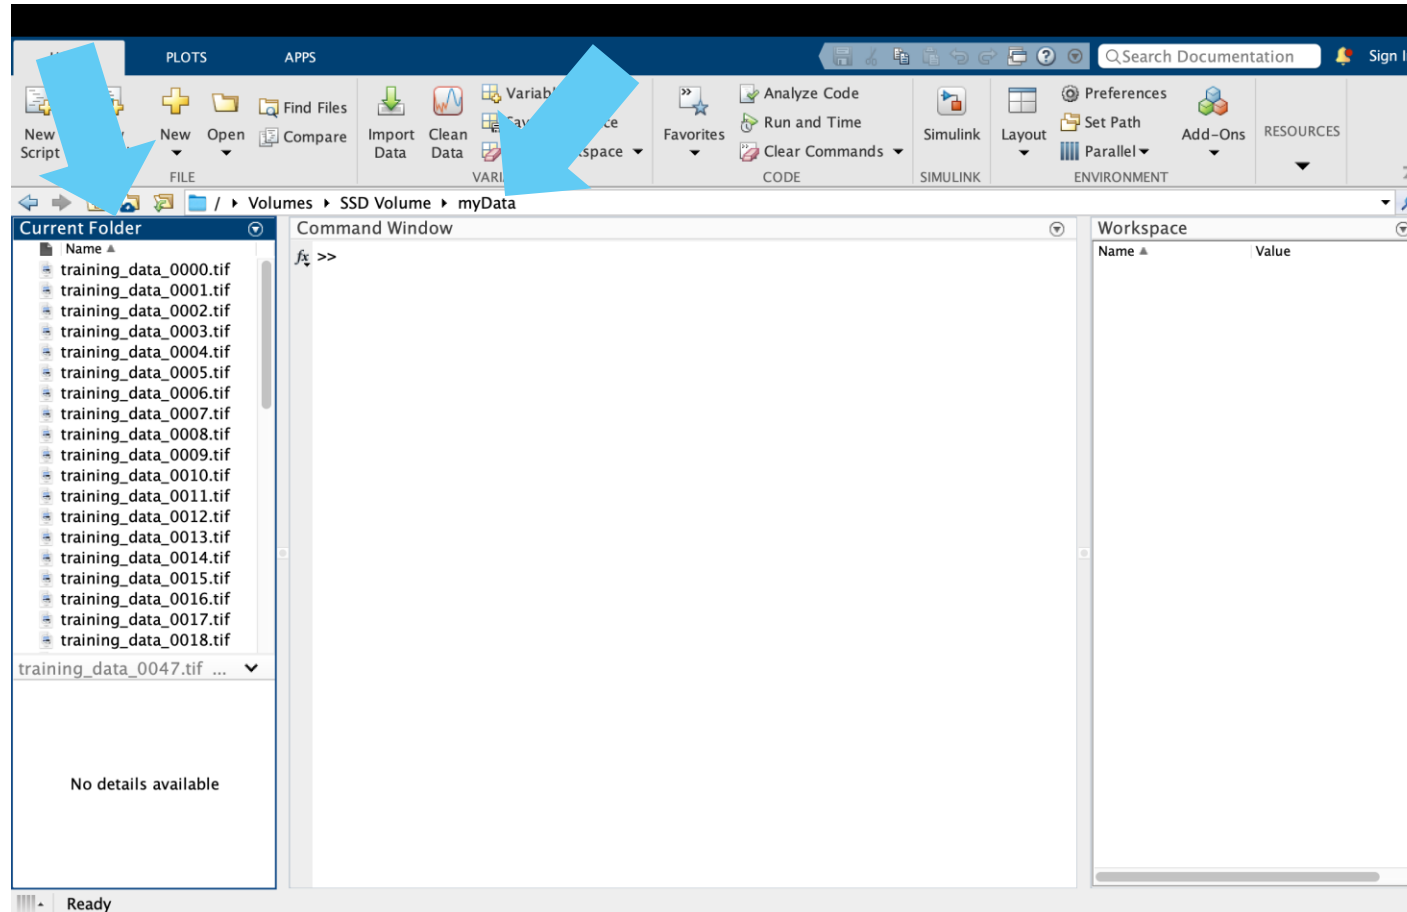 PLOTS APPS
Search Documentation Sign I
New Script
New
Open
Find Files
Compare
FILE
Import Data
Clean Data
Favorites
Analyze Code
Run and Time
Clear Commands
CODE
Simulink
SIMULINK
Layout
Preferences
Set Path
Parallel
Add-Ons
ENVIRONMENT
RESOURCES
/ Volumes SSD Volume myData
Current Folder
Name
training_data_0000.tif
training_data_0001.tif
training_data_0002.tif
training_data_0003.tif
training_data_0004.tif
training_data_0005.tif
training_data_0006.tif
training_data_0007.tif
training_data_0008.tif
training_data_0009.tif
training_data_0010.tif
training_data_0011.tif
training_data_0012.tif
training_data_0013.tif
training_data_0014.tif
training_data_0015.tif
training_data_0016.tif
training_data_0017.tif
training_data_0018.tif
training_data_0047.tif ...
No details available
Command Window
fx >>
Workspace
Name Value
Ready